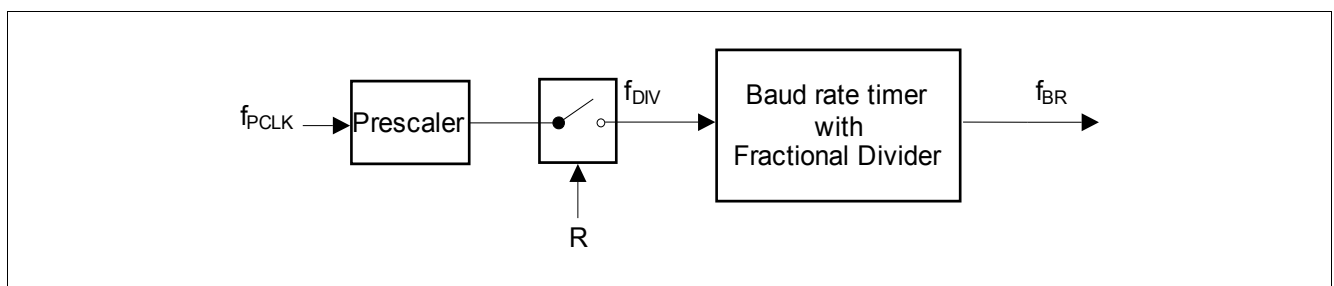 fPCLK
Prescaler
fDIV
R
Baud rate timer
with
Fractional Divider
fBR